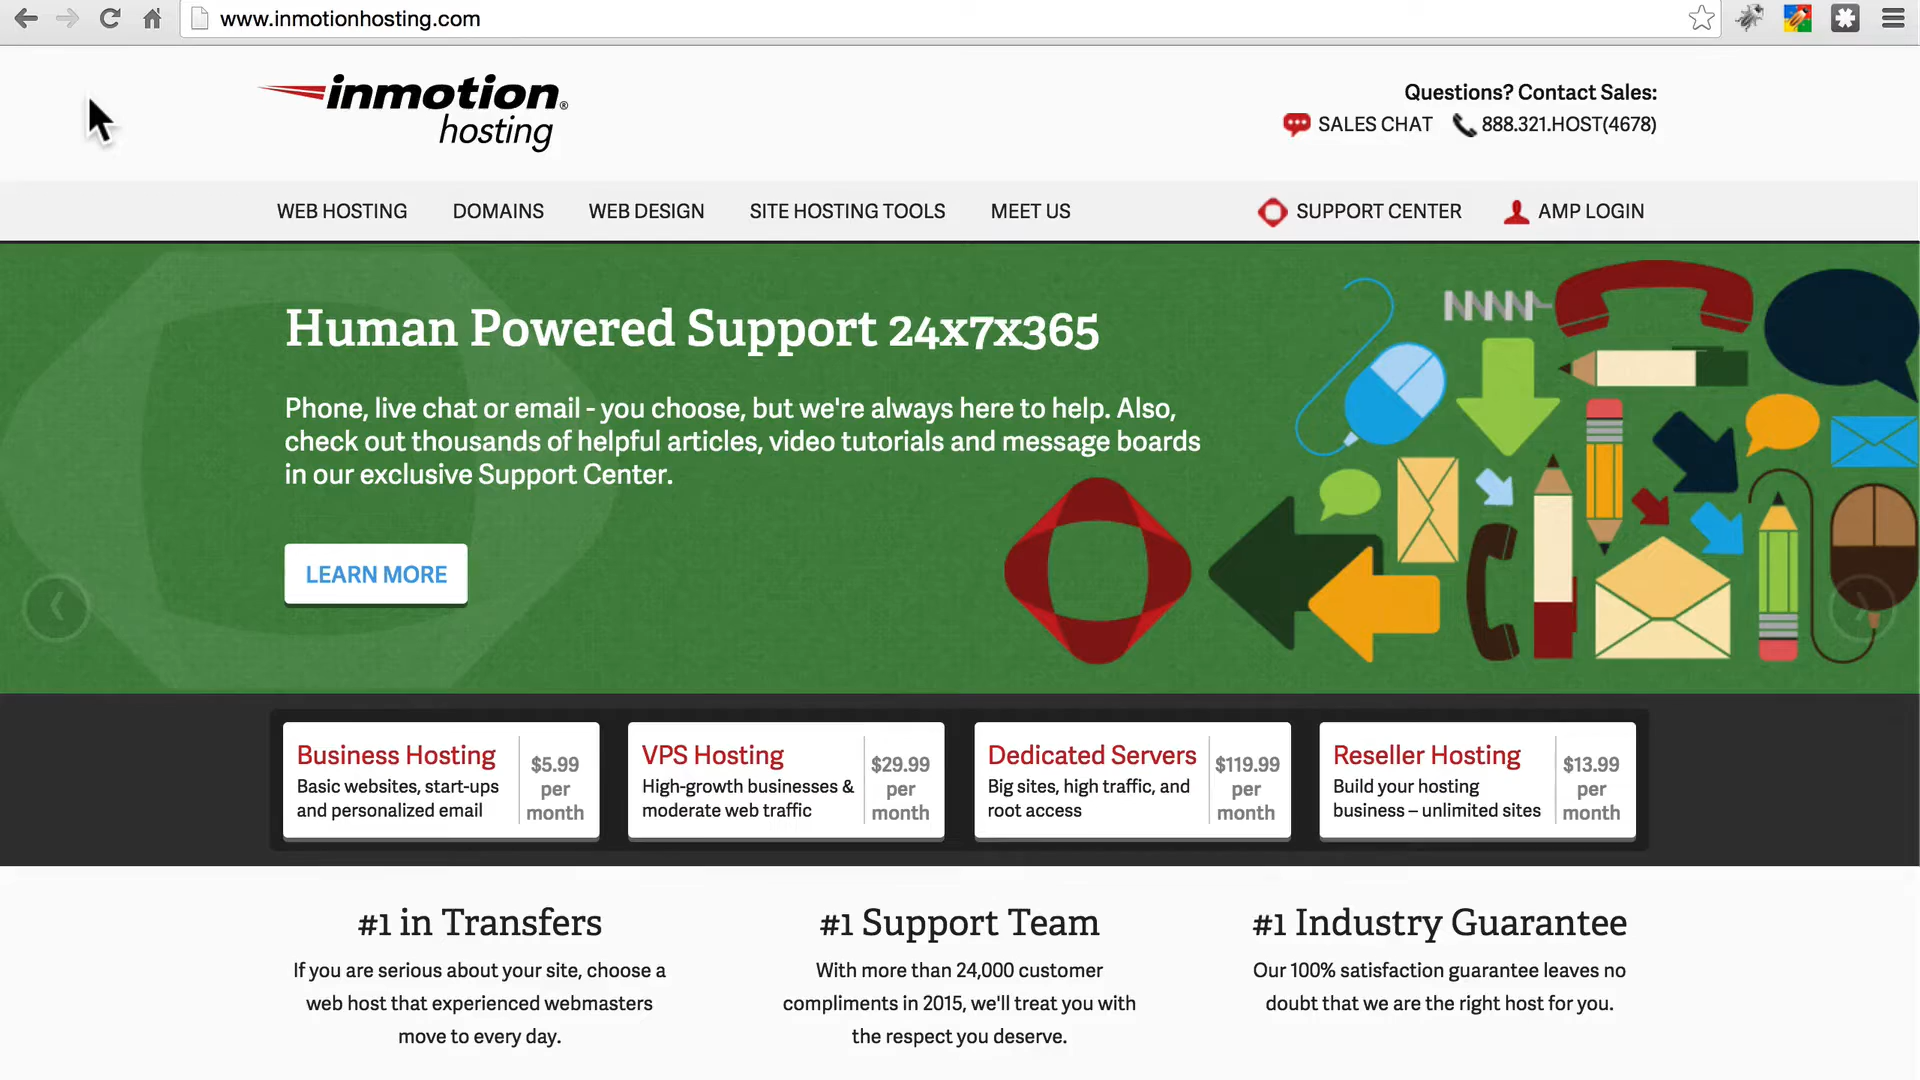 www.inmotionhosting.com
inmotion®
hosting
Questions? Contact Sales:
SALES CHAT 888.321.HOST(4678)
WEB HOSTING DOMAINS WEB DESIGN SITE HOSTING TOOLS MEET US SUPPORT CENTER AMP LOGIN
Human Powered Support 24x7x365
Phone, live chat or email - you choose, but we're always here to help. Also,
check out thousands of helpful articles, video tutorials and message boards
in our exclusive Support Center.
LEARN MORE
Business Hosting
Basic websites, start-ups
and personalized email
$5.99
per
month
VPS Hosting
High-growth businesses &
moderate web traffic
$29.99
per
month
Dedicated Servers
Big sites, high traffic, and
root access
$119.99
per
month
Reseller Hosting
Build your hosting
business – unlimited sites
$13.99
per
month
#1 in Transfers
If you are serious about your site, choose a
web host that experienced webmasters
move to every day.
#1 Support Team
With more than 24,000 customer
compliments in 2015, we'll treat you with
the respect you deserve.
#1 Industry Guarantee
Our 100% satisfaction guarantee leaves no
doubt that we are the right host for you.